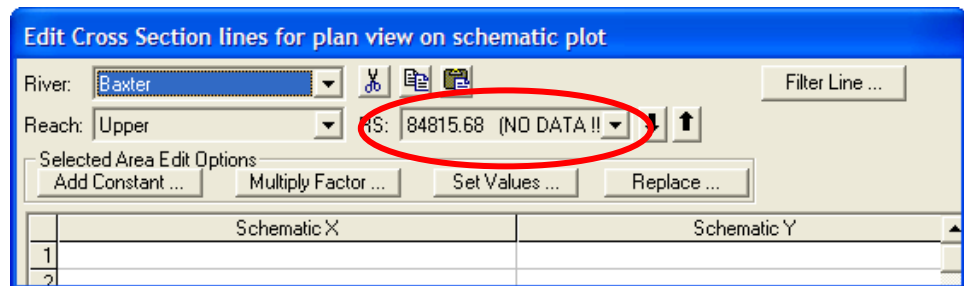 Edit Cross Section lines for plan view on schematic plot
River: Baxter Filter Line ...
Reach: Upper RS: 84815.68 (NO DATA !!
Selected Area Edit Options
Add Constant ... Multiply Factor ... Set Values ... Replace ...
Schematic X Schematic Y
1
2